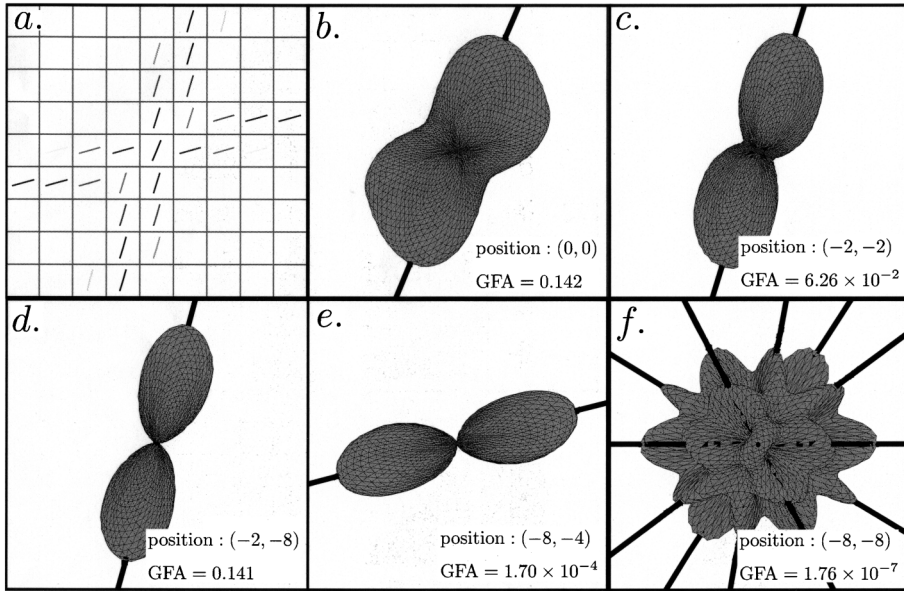 a.
b.
position : (0, 0)
GFA = 0.142
c.
position : (−2, −2)
GFA = 6.26 × 10−2
d.
position : (−2, −8)
GFA = 0.141
e.
position : (−8, −4)
GFA = 1.70 × 10−4
f.
position : (−8, −8)
GFA = 1.76 × 10−7